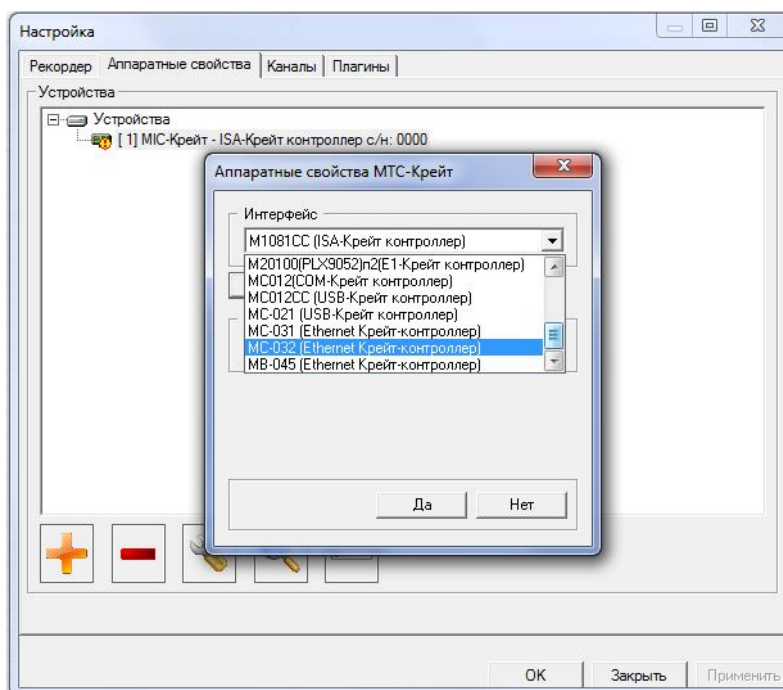 Настройка
Рекордер Аппаратные свойства Каналы Плагины
Устройства
Устройства
[ 1] MIC-Крейт - ISA-Крейт контроллер с/н: 0000
Аппаратные свойства МТС-Крейт
Интерфейс
M1081CC (ISA-Крейт контроллер)
M20100(PLX9052)п2(E1-Крейт контроллер)
MC012(COM-Крейт контроллер)
MC012CC (USB-Крейт контроллер)
MC-021 (USB-Крейт контроллер)
MC-031 (Ethernet Крейт-контроллер)
MC-032 (Ethernet Крейт-контроллер)
MB-045 (Ethernet Крейт-контроллер)
Да Нет
OK Закрыть Применить